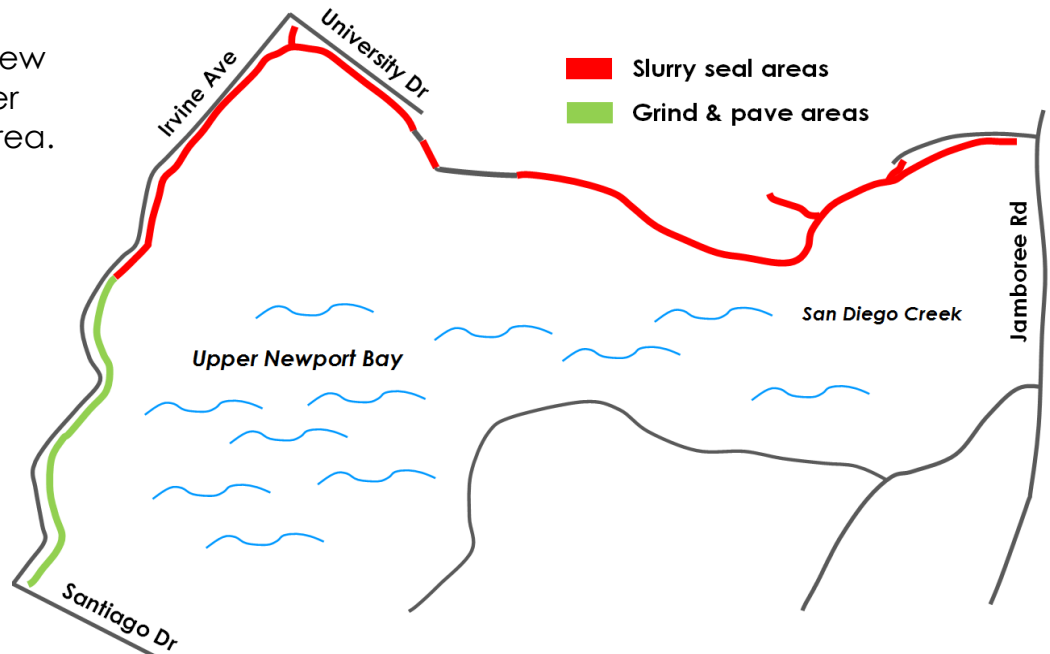 University Dr
Irvine Ave
Slurry seal areas
Grind & pave areas
area.
Jamboree Rd
San Diego Creek
Upper Newport Bay
Santiago Dr